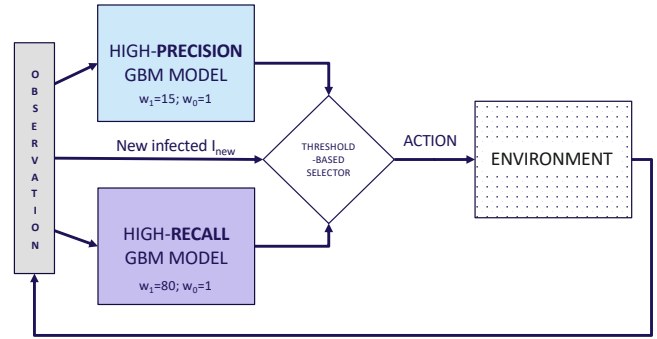 OBSERVATION
HIGH-PRECISION
GBM MODEL
w₁=15; w₀=1
New infected Iₙₑw
THRESHOLD
-BASED
SELECTOR
ACTION
ENVIRONMENT
HIGH-RECALL
GBM MODEL
w₁=80; w₀=1